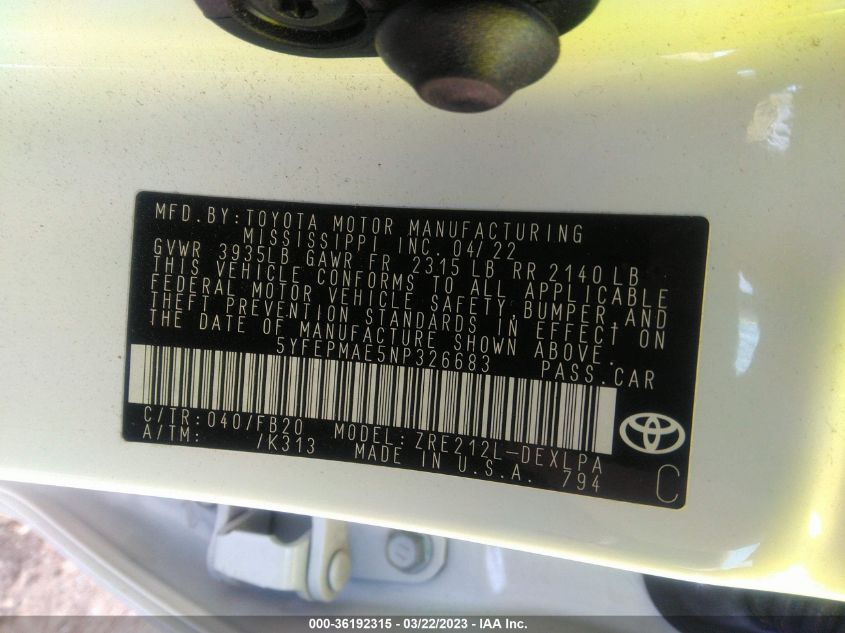 MFD.BY:TOYOTA MOTOR MANUFACTURING
MISSISSIPPI INC. 04/22
GVWR 3935LB GAWR FR 2315 LB RR 2140 LB
THIS VEHICLE CONFORMS TO ALL APPLICABLE
FEDERAL MOTOR VEHICLE SAFETY,BUMPER,AND
THEFT PREVENTION STANDARDS IN EFFECT ON
THE DATE OF MANUFACTURE SHOWN ABOVE.
5YFEPMAE5NP326683 PASS.CAR
C/TR:040/FB20 MODEL:ZRE212L-DEXLPA
A/TM: /K313 MADE IN U.S.A. 794
C
000-36192315 - 03/22/2023 - IAA Inc.